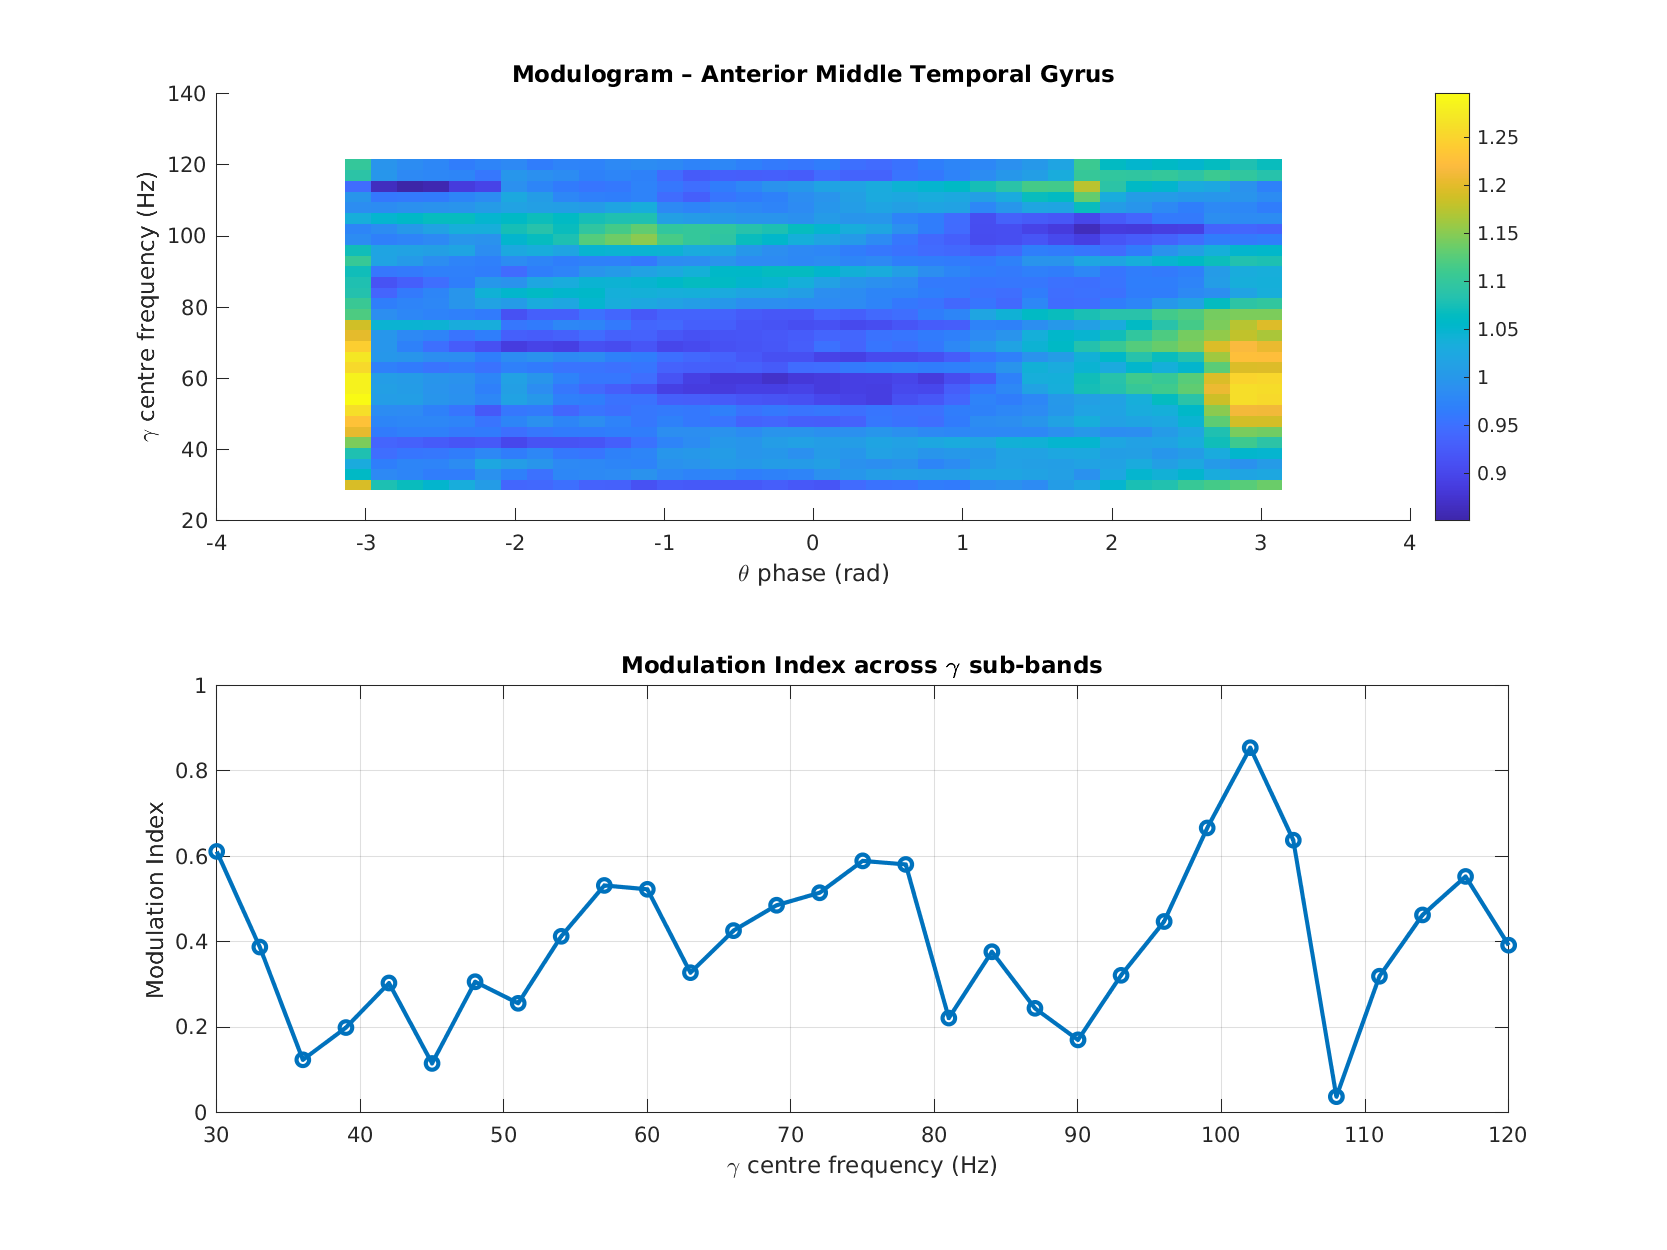 Modulogram – Anterior Middle Temporal Gyrus
140
120
100
80
60
40
20
γ centre frequency (Hz)
-4 -3 -2 -1 0 1 2 3 4
θ phase (rad)
1.25
1.2
1.15
1.1
1.05
1
0.95
0.9
Modulation Index across γ sub-bands
1
0.8
0.6
0.4
0.2
0
Modulation Index
30 40 50 60 70 80 90 100 110 120
γ centre frequency (Hz)